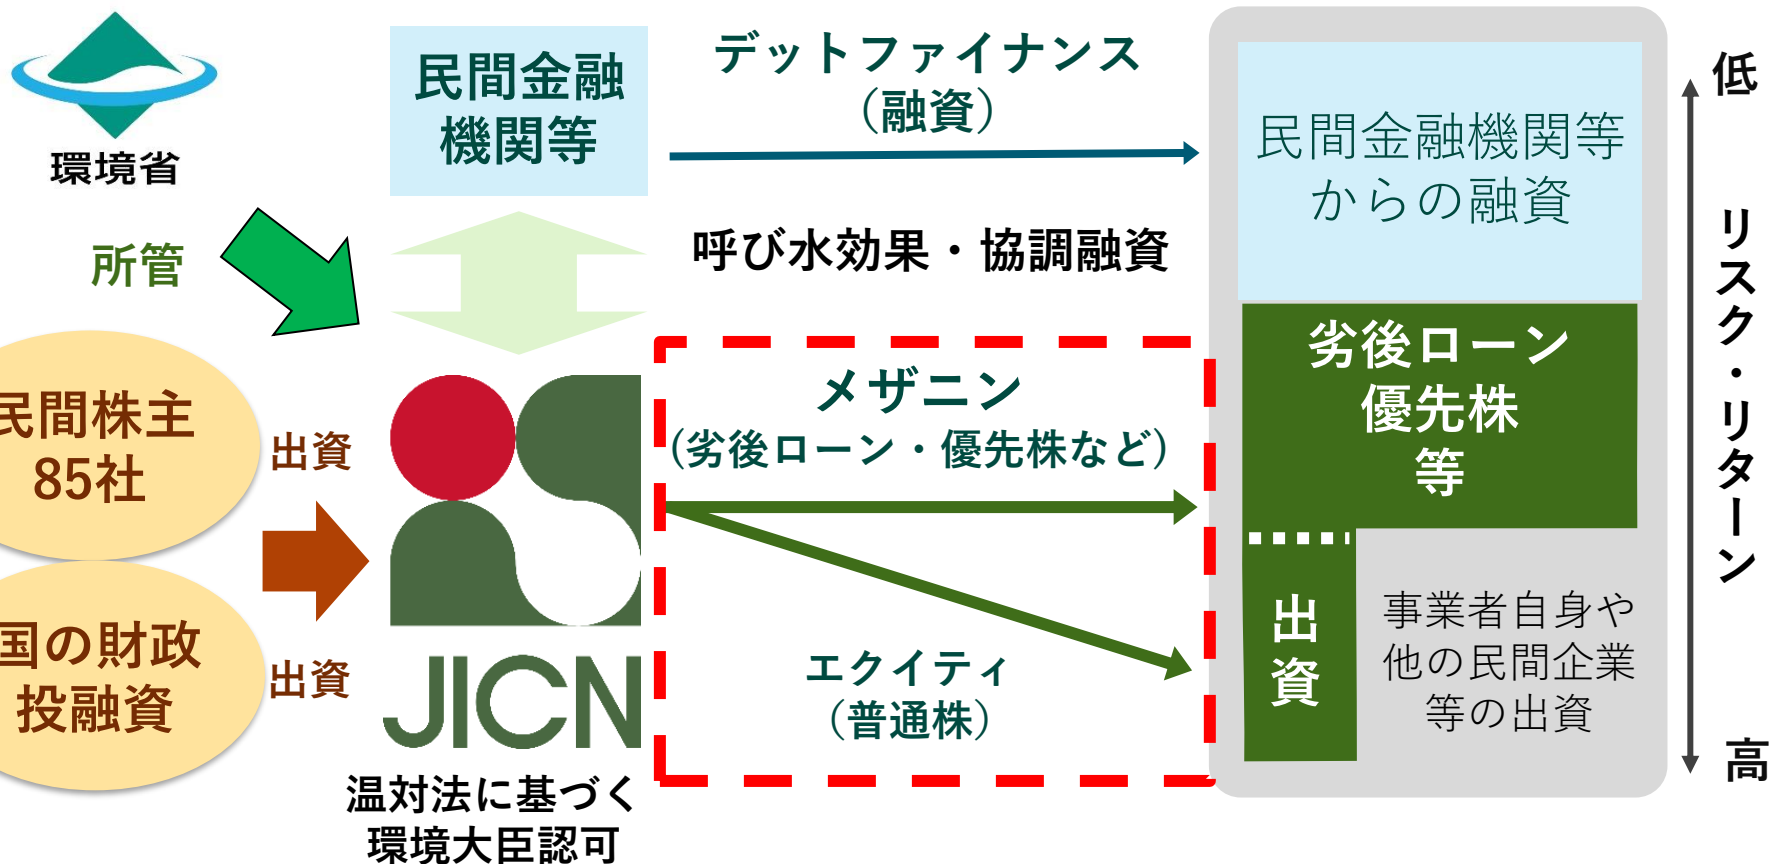 環境省
所管
民間株主
85社
国の財政
投融資
出資
出資
民間金融
機関等
JICN
温対法に基づく
環境大臣認可
デットファイナンス
(融資)
呼び水効果・協調融資
メザニン
(劣後ローン・優先株など)
エクイティ
(普通株)
民間金融機関等
からの融資
劣後ローン
優先株
等
出
資
事業者自身や
他の民間企業
等の出資
低
リスク・リターン
高